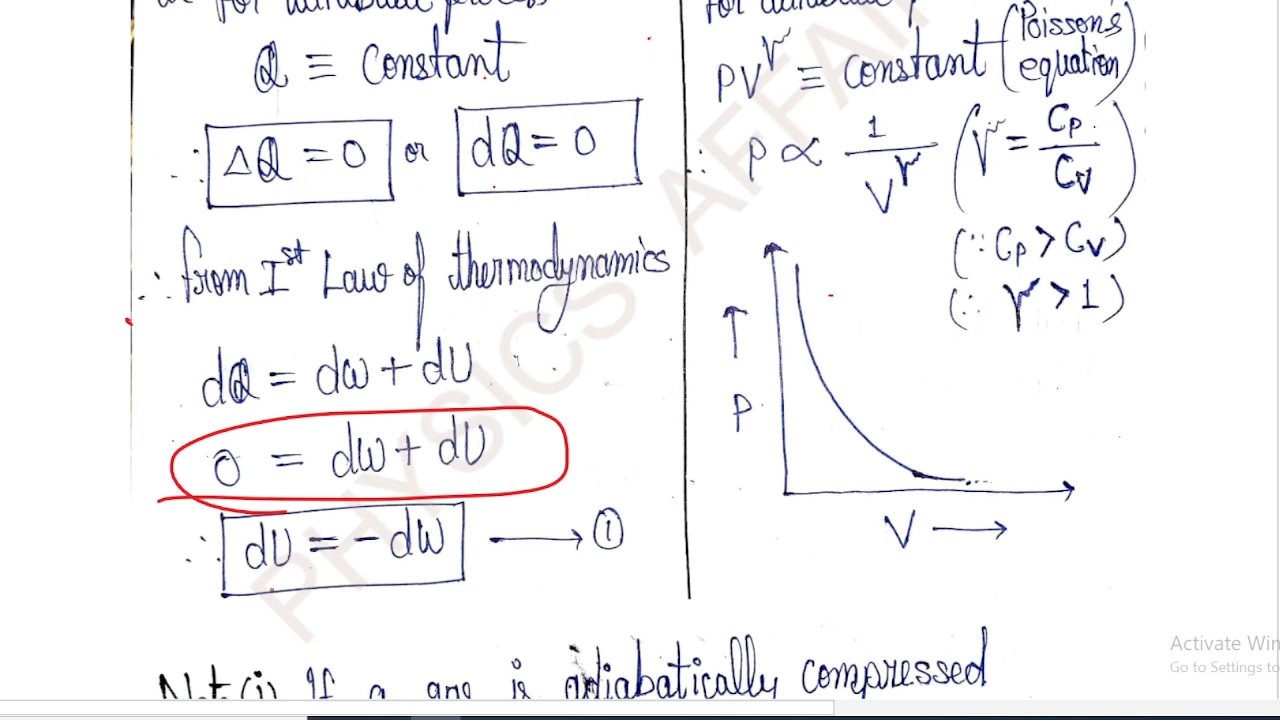 Q ≡ Constant
∴ ΔQ = 0 or dQ = 0
∴ from Ist Law of thermodynamics
dQ = dW + dU
0 = dW + dU
∴ dU = -dW → ①
PV^γ ≡ constant (Poisson's equation)
∴ P ∝ 1/V^γ (γ = Cp/Cv)
(∵ Cp > Cv)
(∴ γ > 1)
↑
P
V →
Not (i) If a gas is adiabatically compressed
PHYSICS AFFAIR
Activate Win
Go to Settings to